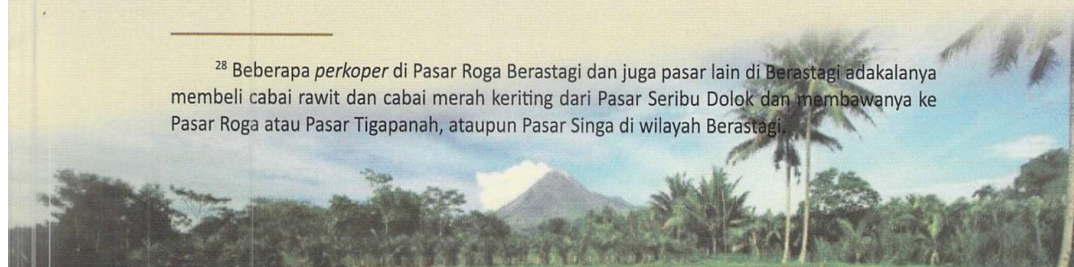 28 Beberapa perkoper di Pasar Roga Berastagi dan juga pasar lain di Berastagi adakalanya
membeli cabai rawit dan cabai merah keriting dari Pasar Seribu Dolok dan membawanya ke
Pasar Roga atau Pasar Tigapanah, ataupun Pasar Singa di wilayah Berastagi.